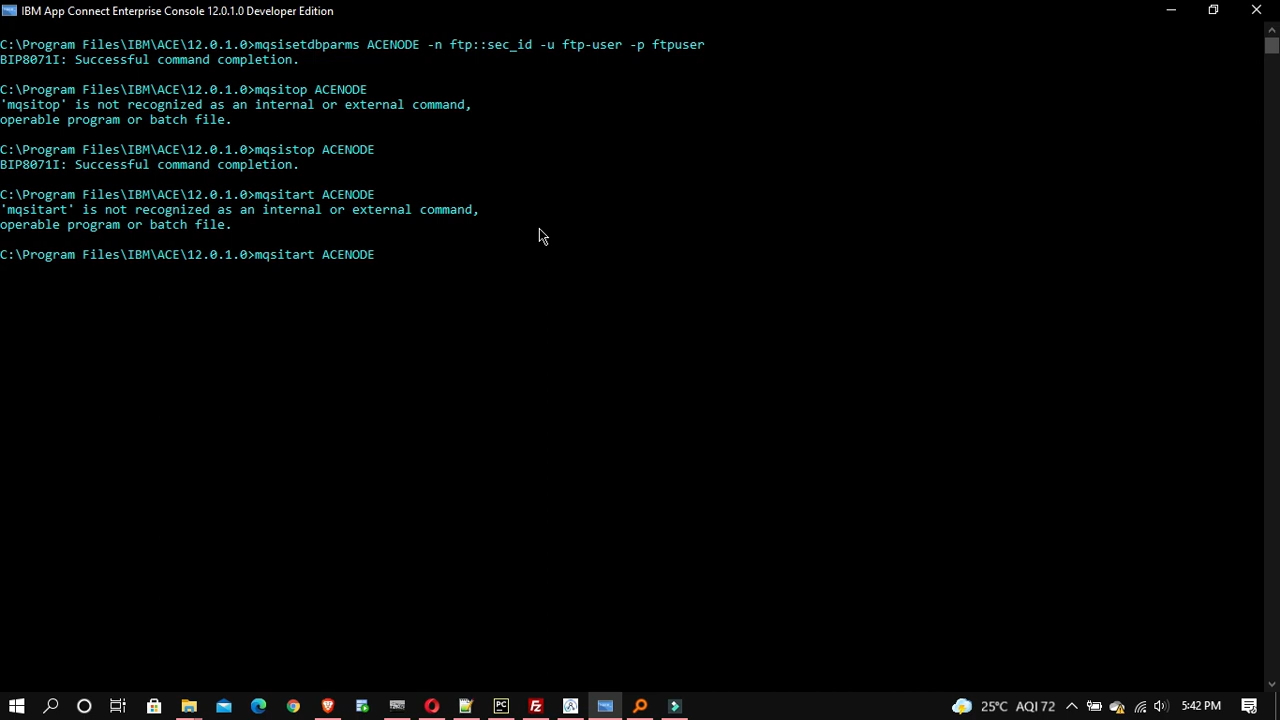 IBM App Connect Enterprise Console 12.0.1.0 Developer Edition
C:\Program Files\IBM\ACE\12.0.1.0>mqsisetdbparms ACENODE -n ftp::sec_id -u ftp-user -p ftpuser
BIP8071I: Successful command completion.
C:\Program Files\IBM\ACE\12.0.1.0>mqsitop ACENODE
'mqsitop' is not recognized as an internal or external command,
operable program or batch file.
C:\Program Files\IBM\ACE\12.0.1.0>mqsistop ACENODE
BIP8071I: Successful command completion.
C:\Program Files\IBM\ACE\12.0.1.0>mqsitart ACENODE
'mqsitart' is not recognized as an internal or external command,
operable program or batch file.
C:\Program Files\IBM\ACE\12.0.1.0>mqsitart ACENODE
PC Fz 25°C AQI 72 5:42 PM